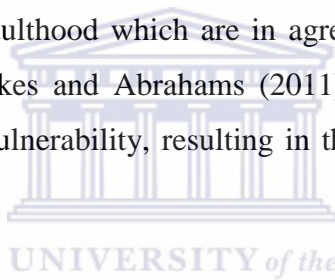 ulthood which are in agre
kes and Abrahams (2011
ulnerability, resulting in th
UNIVERSITY of the